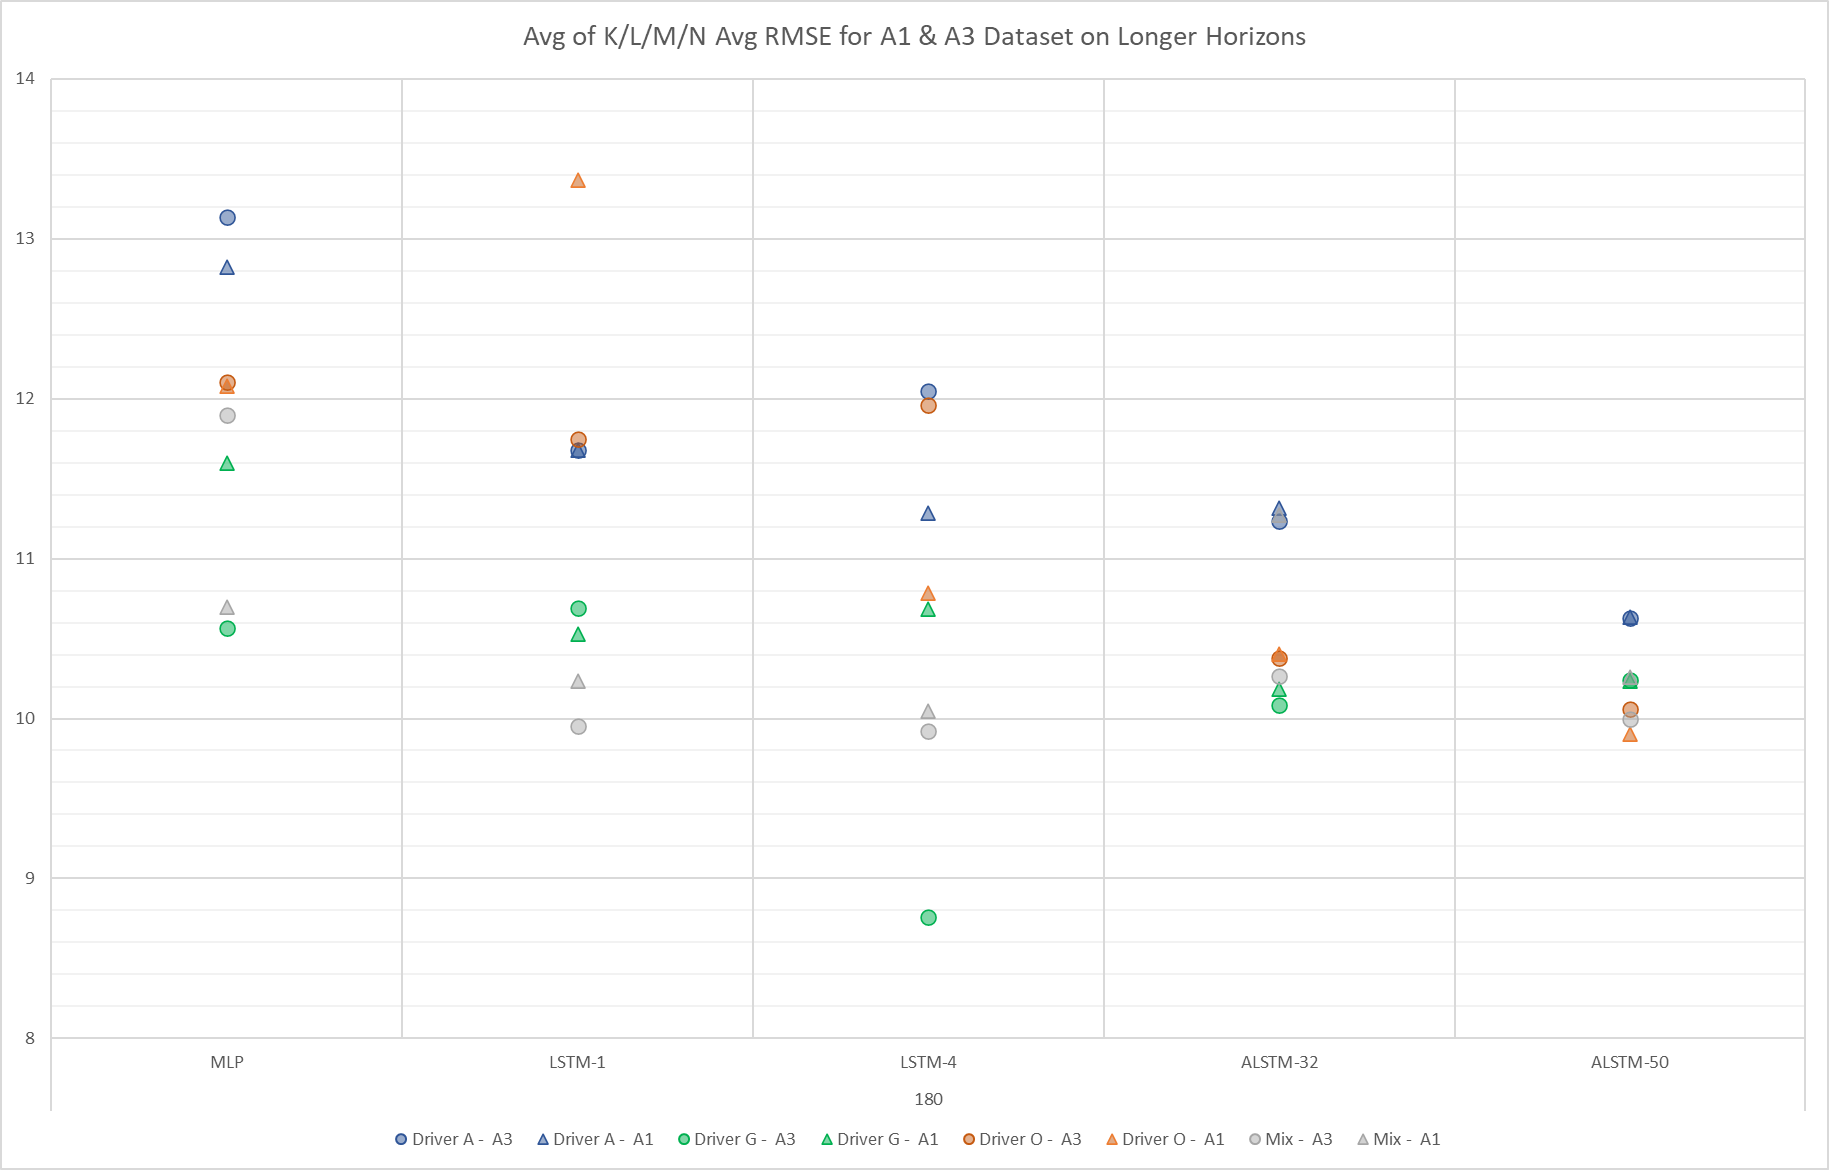 Avg of K/L/M/N Avg RMSE for A1 & A3 Dataset on Longer Horizons
14
13
12
11
10
9
8
MLP LSTM-1 LSTM-4 ALSTM-32 ALSTM-50
180
Driver A - A3 Driver A - A1 Driver G - A3 Driver G - A1 Driver O - A3 Driver O - A1 Mix - A3 Mix - A1